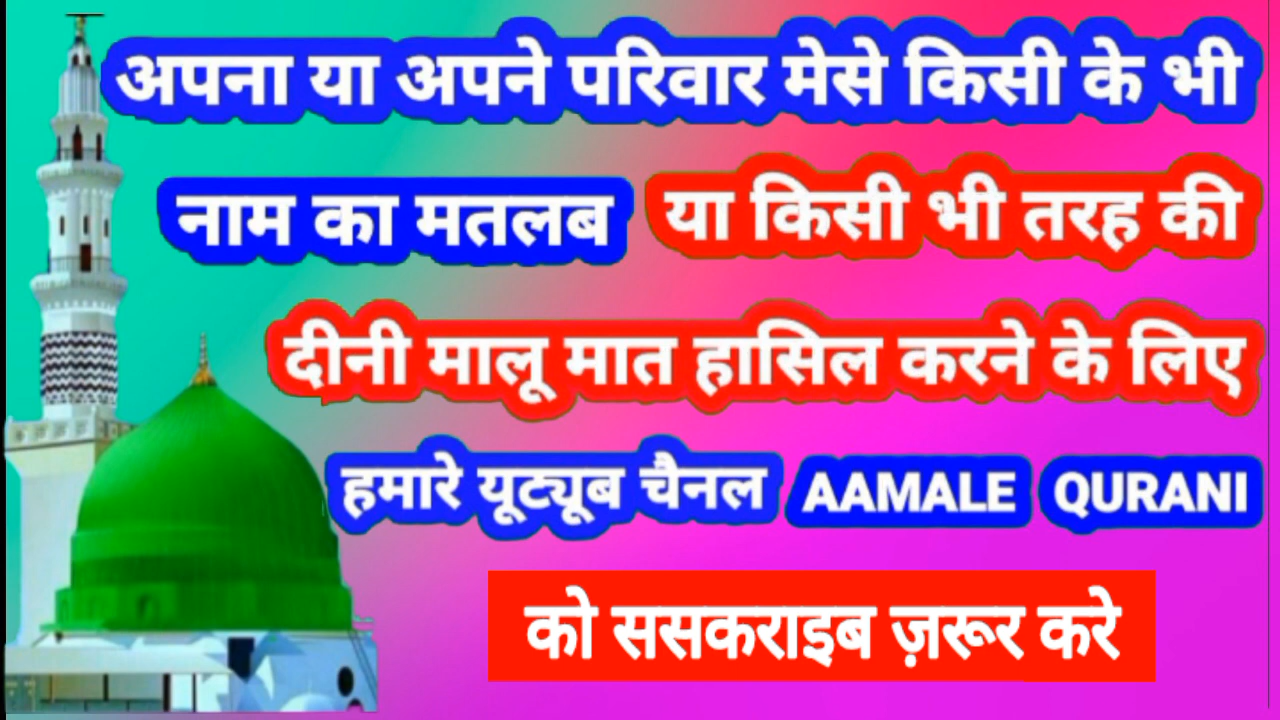 अपना या अपने परिवार मेसे किसी के भी
नाम का मतलब या किसी भी तरह की
दीनी मालू मात हासिल करने के लिए
हमारे यूट्यूब चैनल AAMALE QURANI
को ससकराइब ज़रूर करे